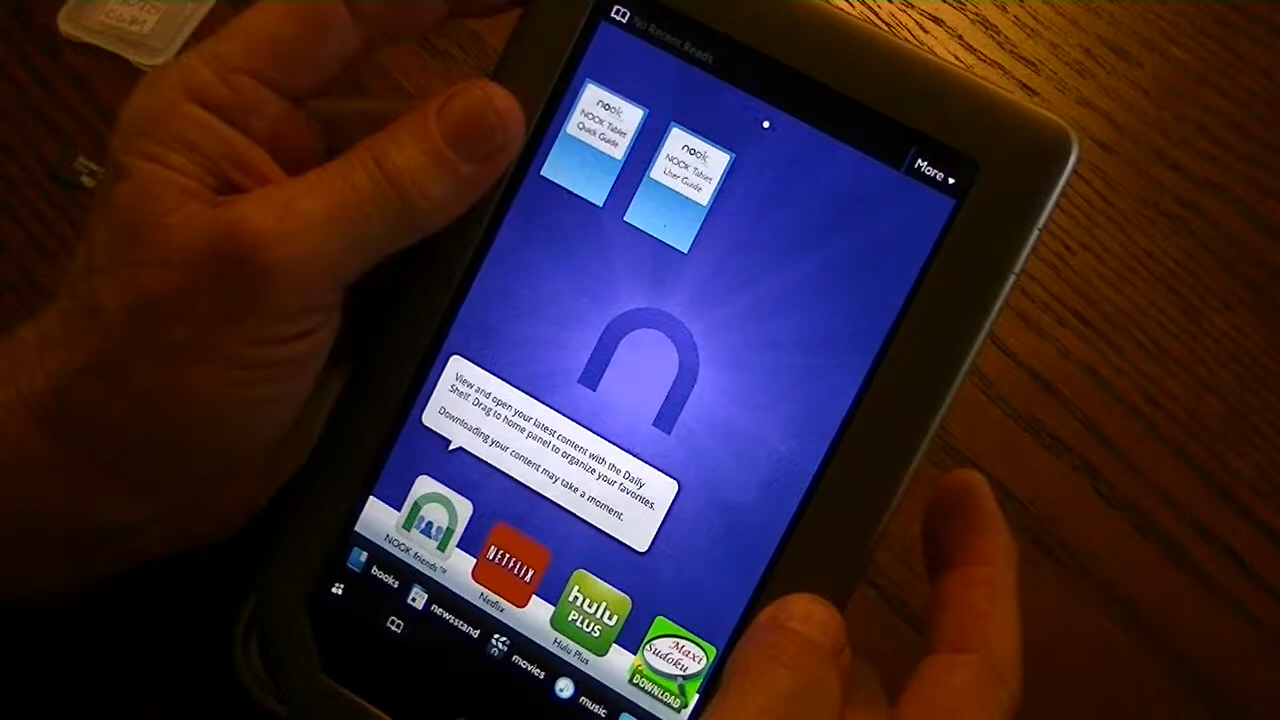 No Recent Reads
More
nook
NOOK Tablet
Quick Guide
nook
NOOK Tablet
User Guide
View and open your latest content with the Daily
Shelf. Drag to home panel to organize your favorites.
Downloading your content may take a moment.
NOOK friends™
NETFLIX
Netflix
hulu
PLUS
Hulu Plus
Maxi
Sudoku
DOWNLOAD
books
newsstand
movies
music